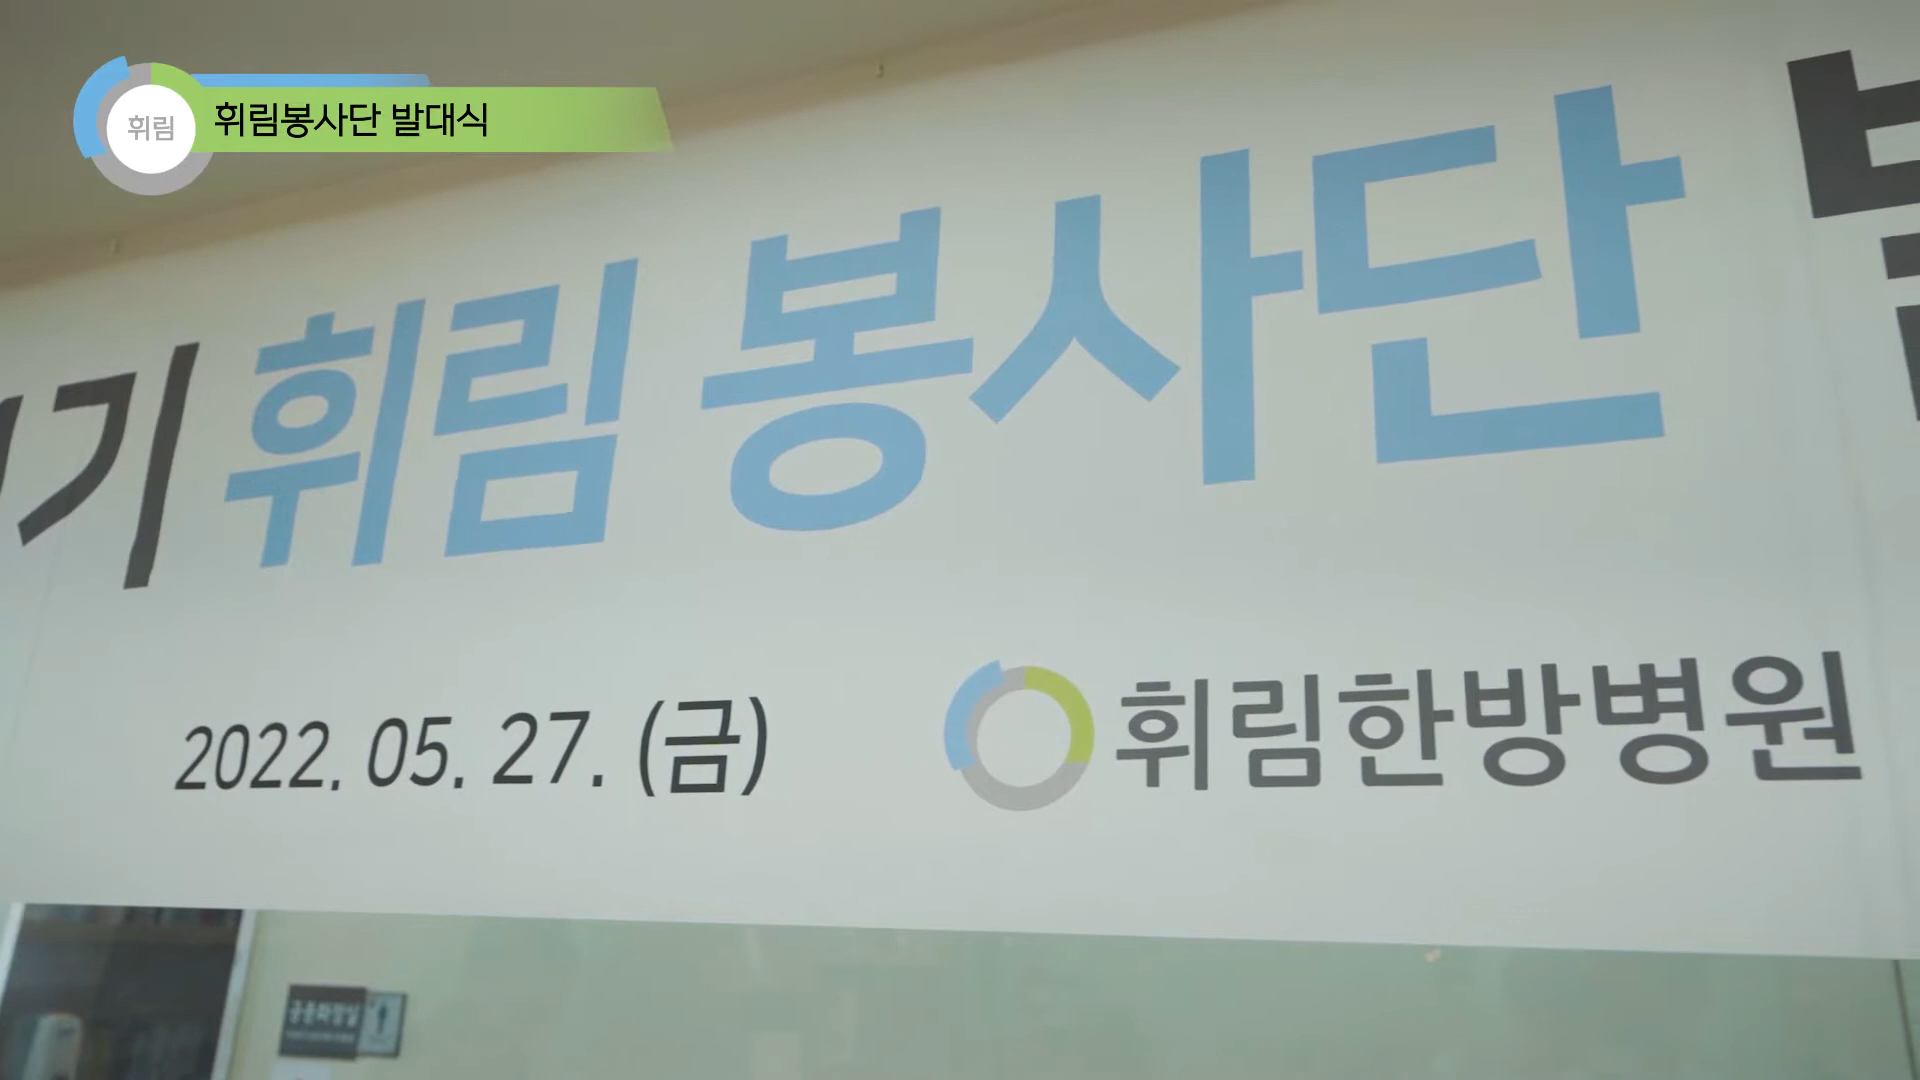 휘림
휘림봉사단 발대식
기 휘림 봉사단
2022. 05. 27. (금)
휘림한방병원